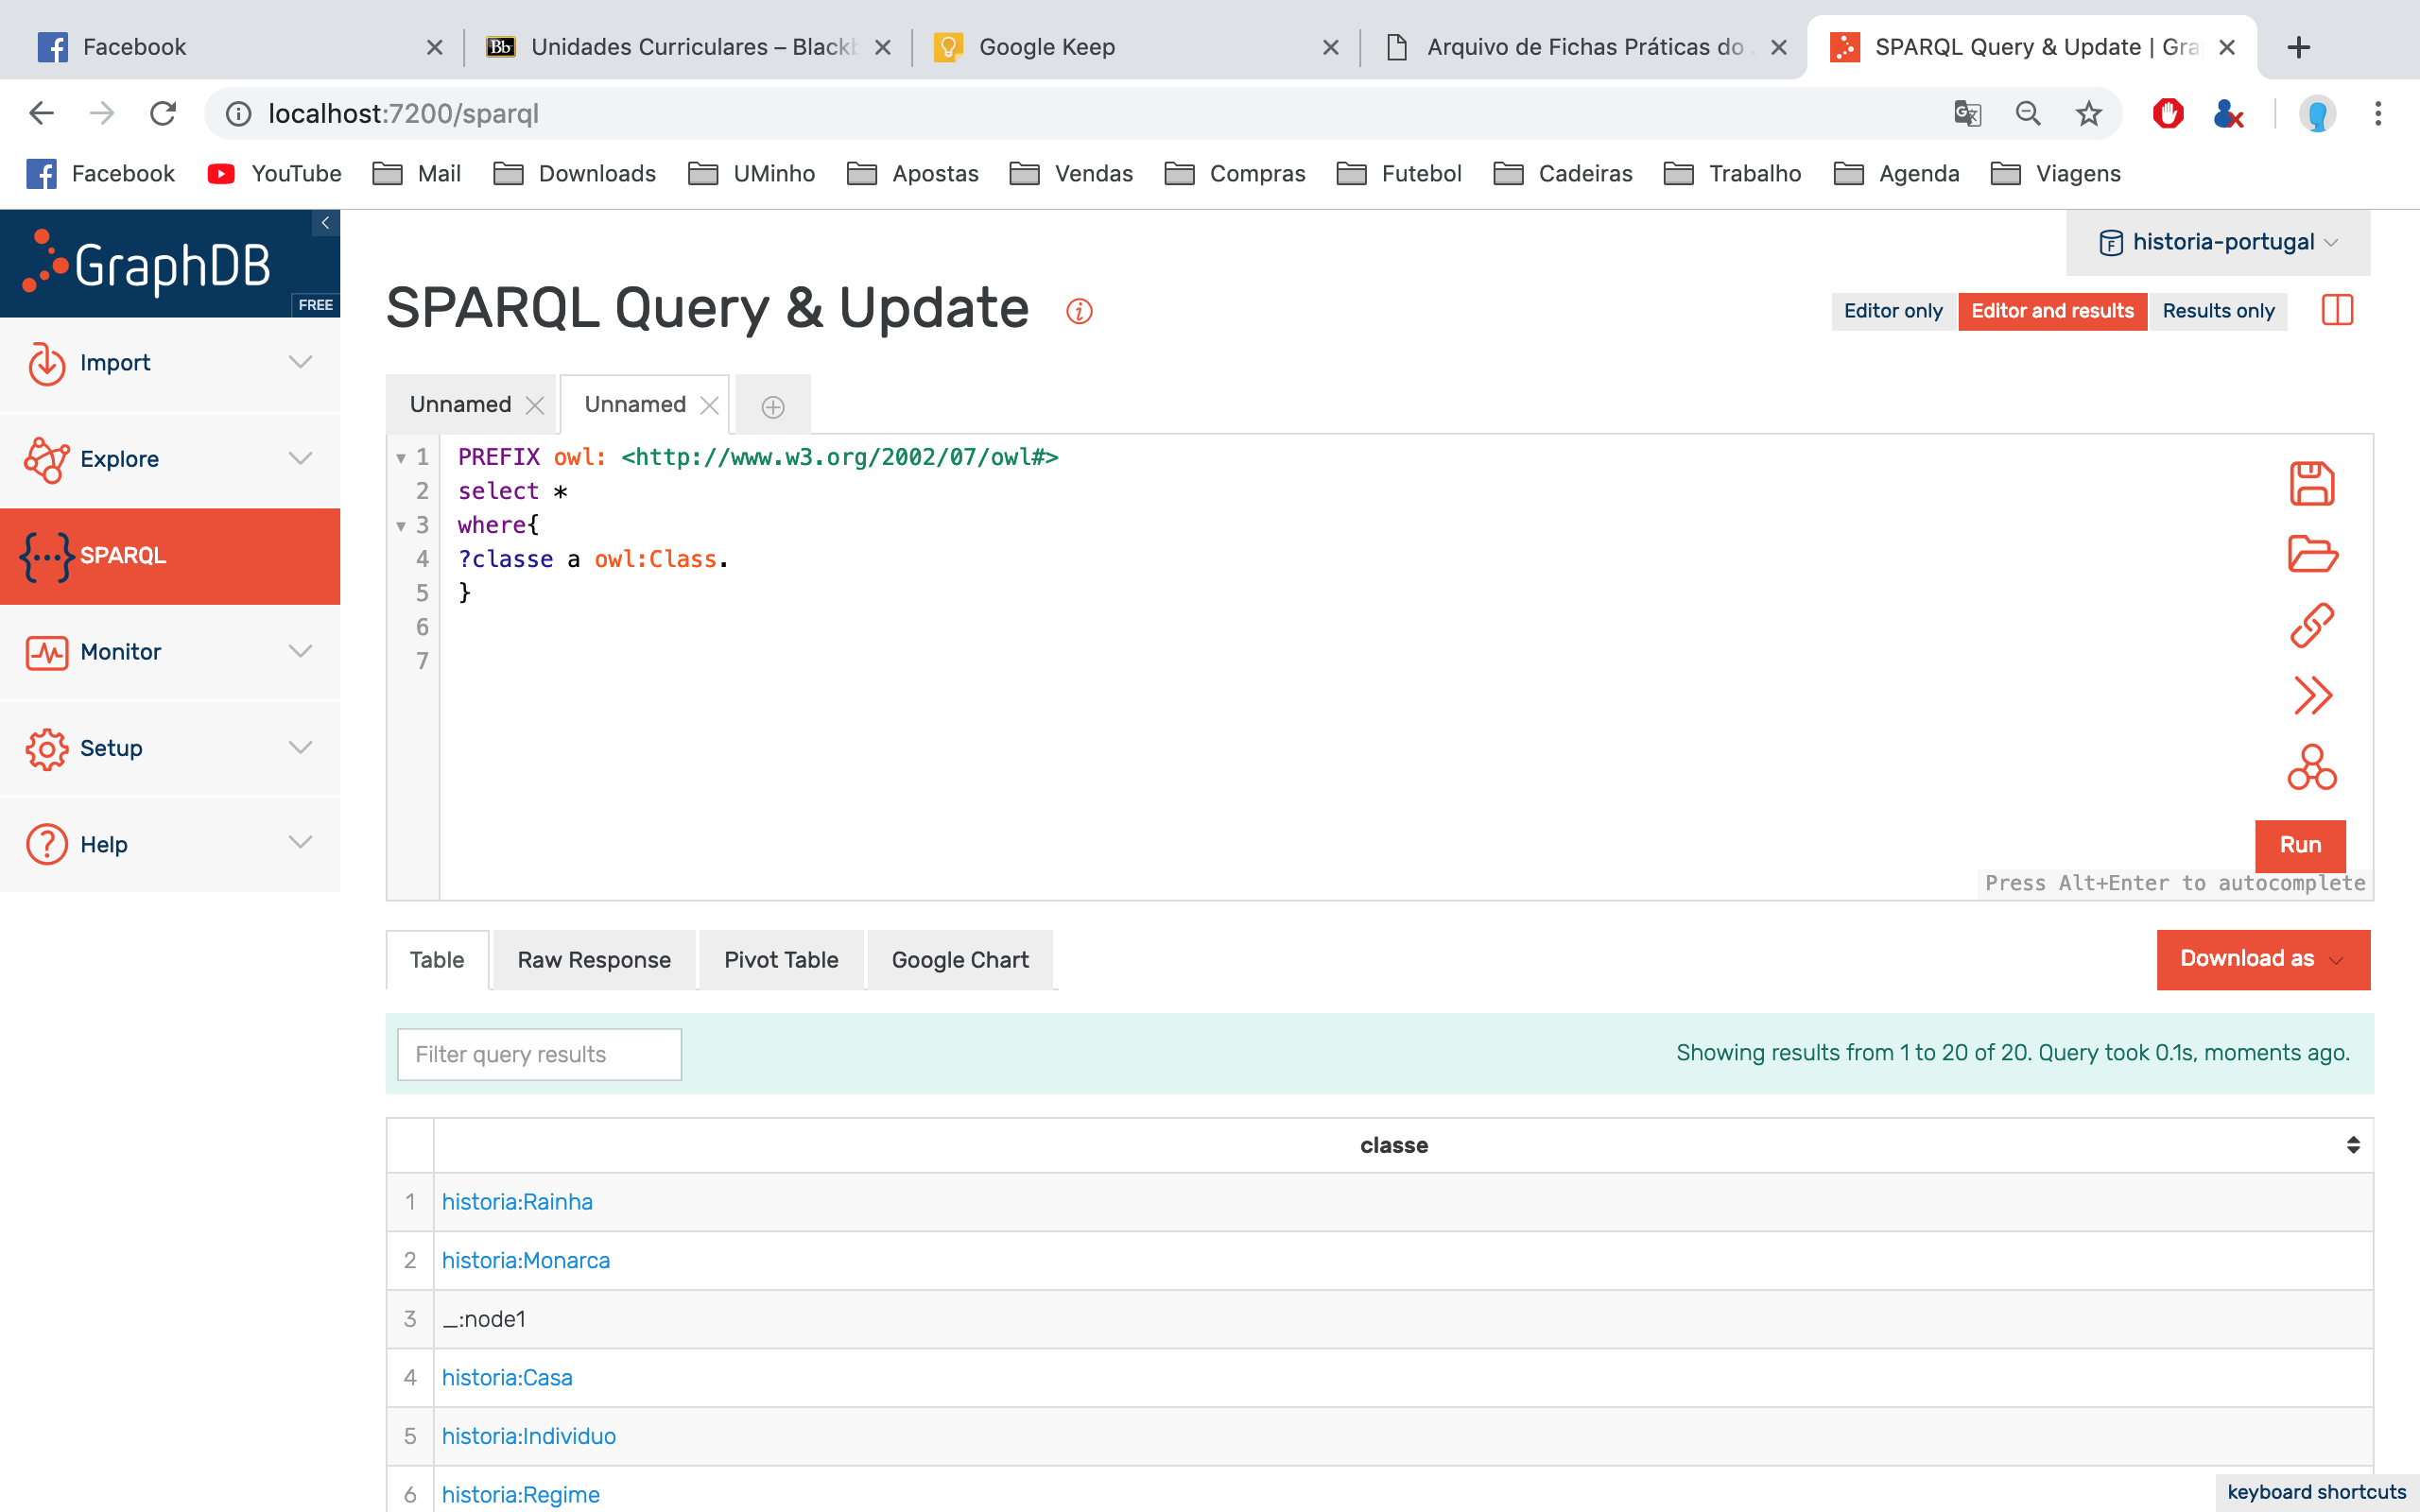 Facebook
Unidades Curriculares – Blackb
Google Keep
Arquivo de Fichas Práticas do
SPARQL Query & Update | Gra
localhost:7200/sparql
Facebook YouTube Mail Downloads UMinho Apostas Vendas Compras Futebol Cadeiras Trabalho Agenda Viagens
GraphDB
FREE
Import
Explore
SPARQL
Monitor
Setup
Help
historia-portugal
SPARQL Query & Update
Editor only Editor and results Results only
Unnamed Unnamed
1 PREFIX owl: <http://www.w3.org/2002/07/owl#>
2 select *
3 where{
4 ?classe a owl:Class.
5 }
6
7
Run
Press Alt+Enter to autocomplete
Table Raw Response Pivot Table Google Chart
Download as
Filter query results
Showing results from 1 to 20 of 20. Query took 0.1s, moments ago.
classe
1 historia:Rainha
2 historia:Monarca
3 _:node1
4 historia:Casa
5 historia:Individuo
6 historia:Regime
keyboard shortcuts